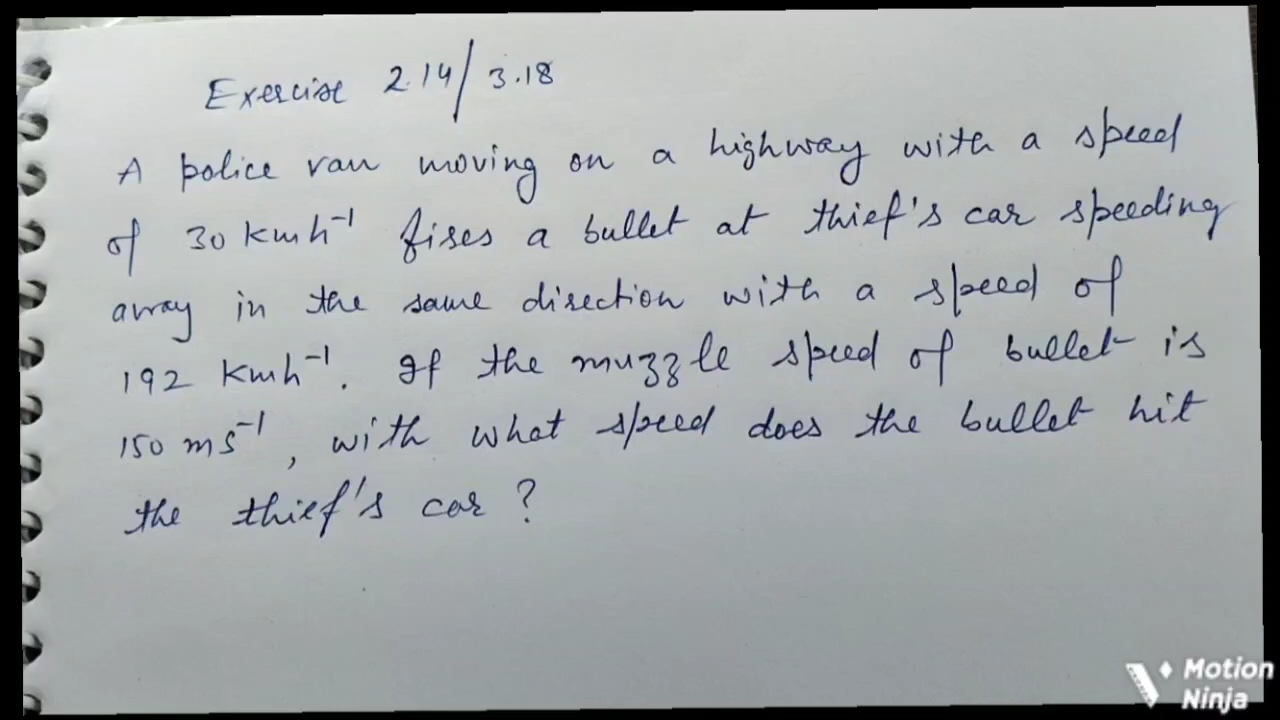 Exercise 2.14/3.18
A police van moving on a highway with a speed
of 30 Kmh⁻¹ fires a bullet at thief's car speeding
away in the same direction with a speed of
192 Kmh⁻¹. If the muzzle speed of bullet is
150 ms⁻¹, with what speed does the bullet hit
the thief's car?
Motion
Ninja